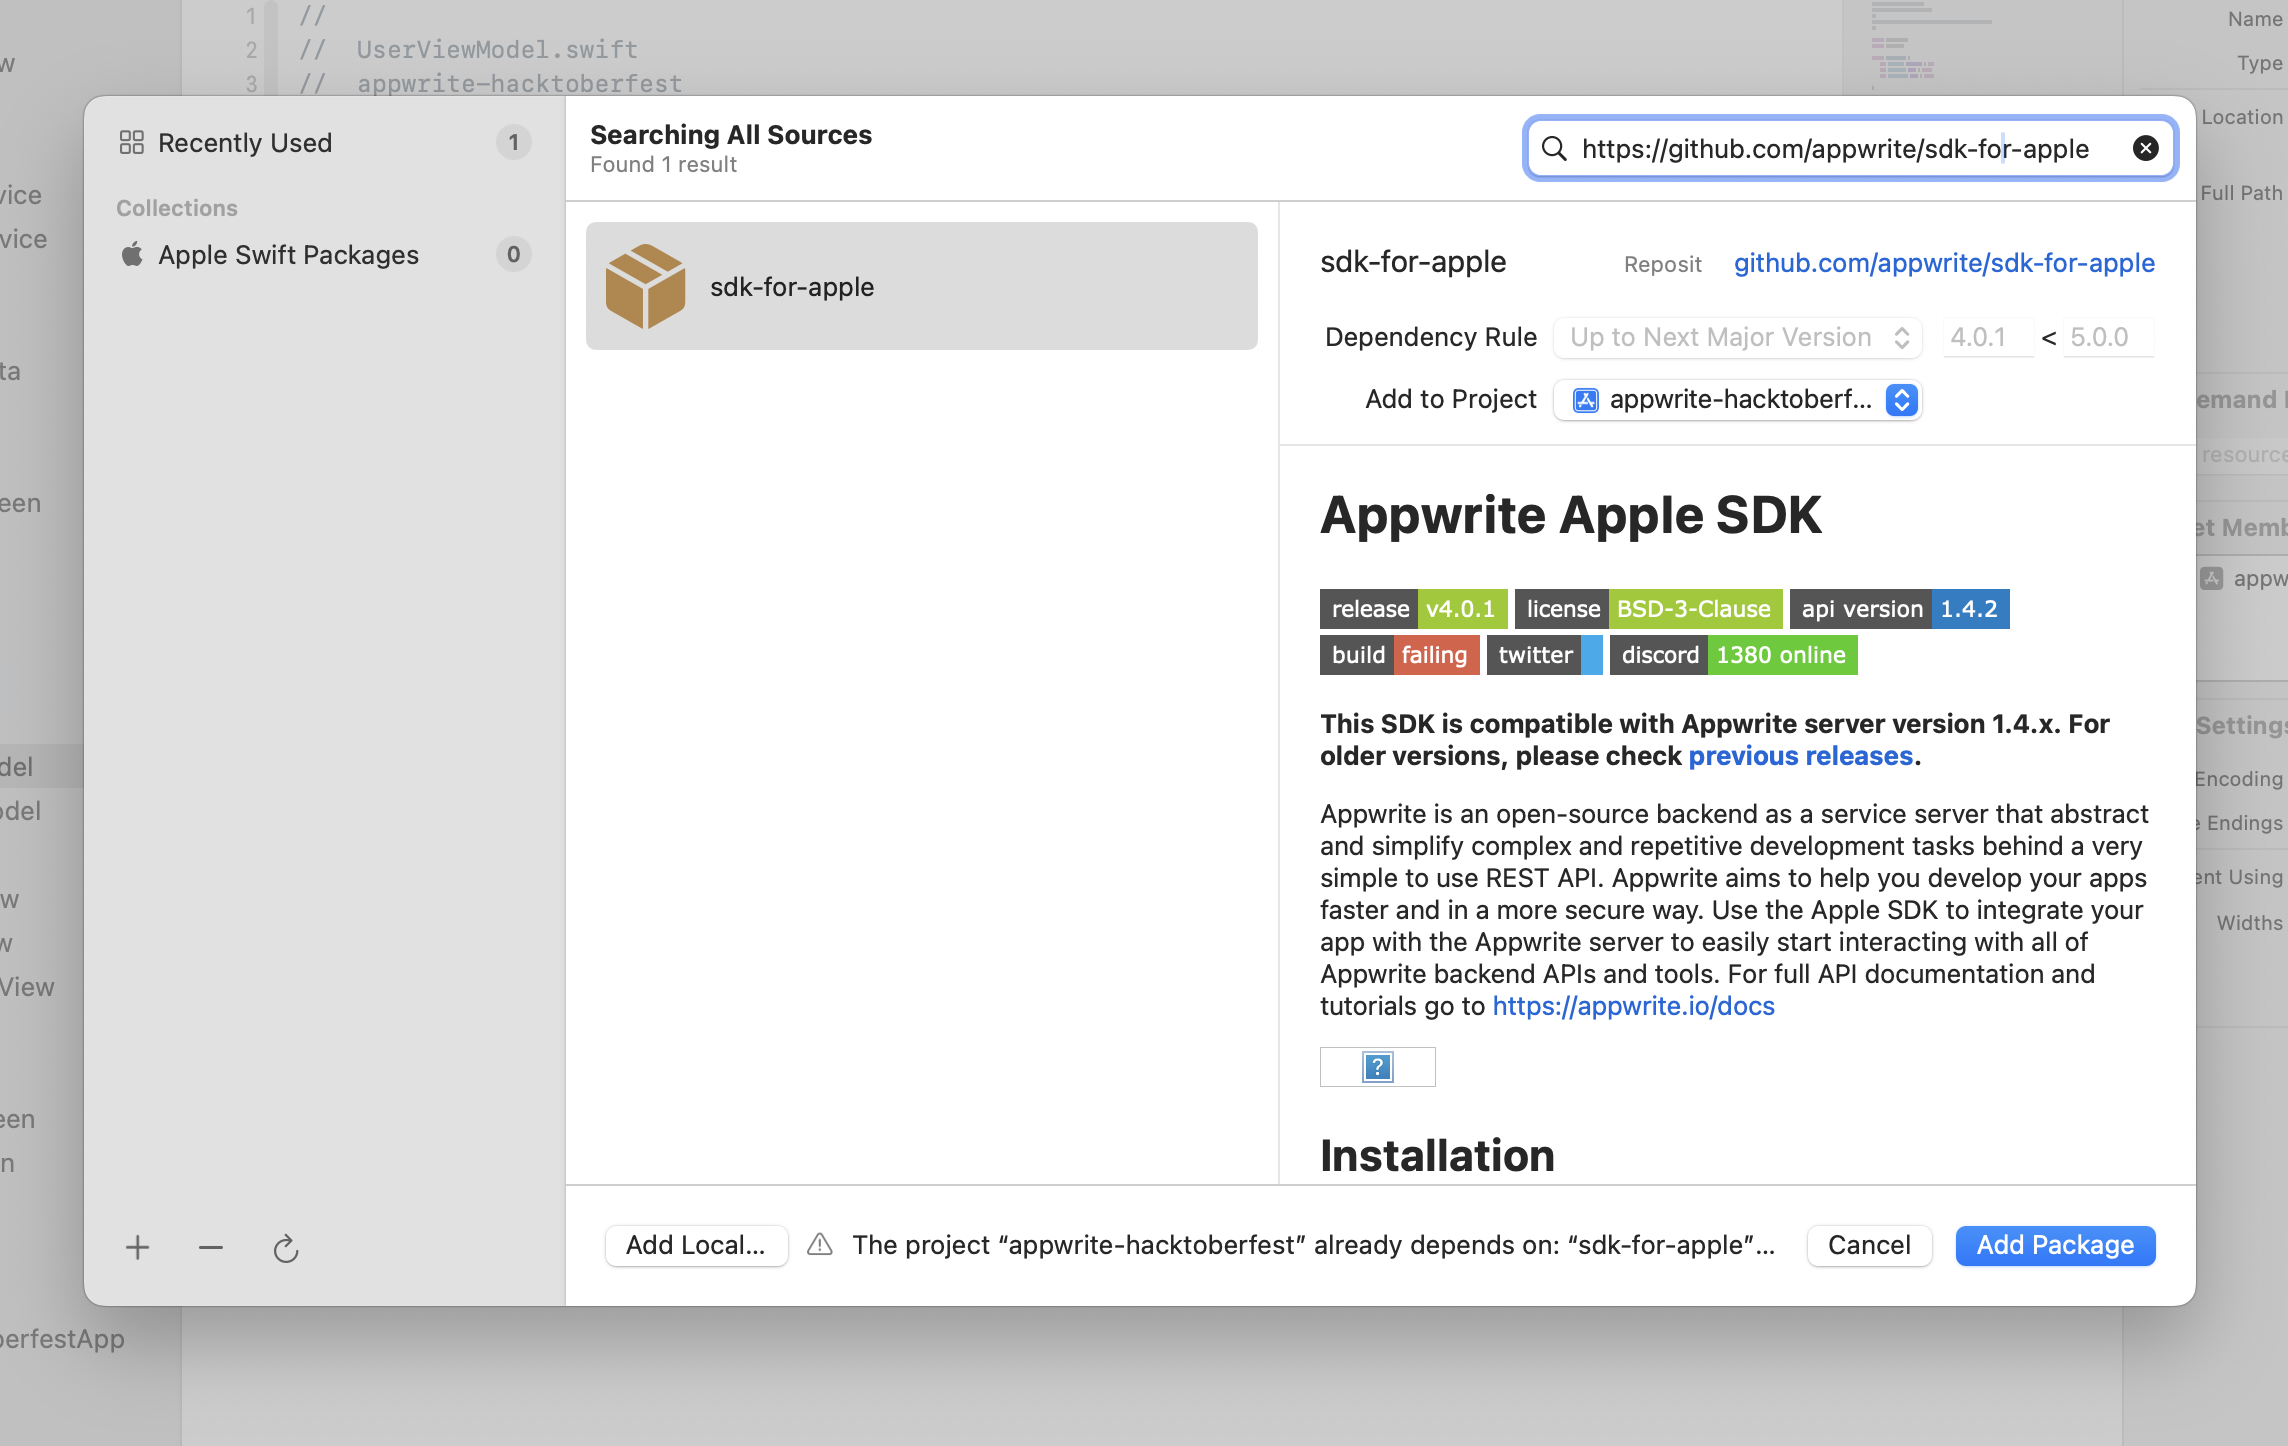 1 //
2 // UserViewModel.swift
3 // appwrite-hacktoberfest
Name
Type
Location
Full Path
Recently Used 1
Collections
Apple Swift Packages 0
Searching All Sources
Found 1 result
https://github.com/appwrite/sdk-for-apple
sdk-for-apple
sdk-for-apple Reposit github.com/appwrite/sdk-for-apple
Dependency Rule Up to Next Major Version 4.0.1 < 5.0.0
Add to Project appwrite-hacktoberf...
Appwrite Apple SDK
release v4.0.1 license BSD-3-Clause api version 1.4.2
build failing twitter discord 1380 online
This SDK is compatible with Appwrite server version 1.4.x. For
older versions, please check previous releases.
Appwrite is an open-source backend as a service server that abstract
and simplify complex and repetitive development tasks behind a very
simple to use REST API. Appwrite aims to help you develop your apps
faster and in a more secure way. Use the Apple SDK to integrate your
app with the Appwrite server to easily start interacting with all of
Appwrite backend APIs and tools. For full API documentation and
tutorials go to https://appwrite.io/docs
Installation
Add Local... The project “appwrite-hacktoberfest” already depends on: “sdk-for-apple”... Cancel Add Package
w
vice
vice
ta
een
del
odel
w
w
View
een
n
berfestApp
emand
resource
et Memb
appw
Settings
Encoding
e Endings
ent Using
Widths